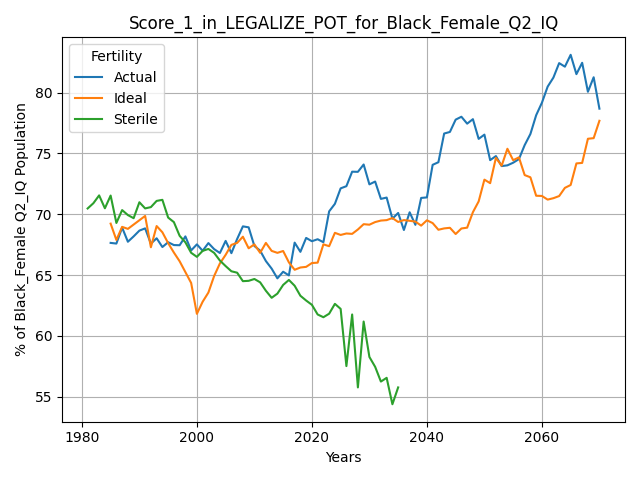 Score_1_in_LEGALIZE_POT_for_Black_Female_Q2_IQ
Fertility
Actual
Ideal
Sterile
% of Black_Female Q2_IQ Population
80
75
70
65
60
55
1980
2000
2020
2040
2060
Years